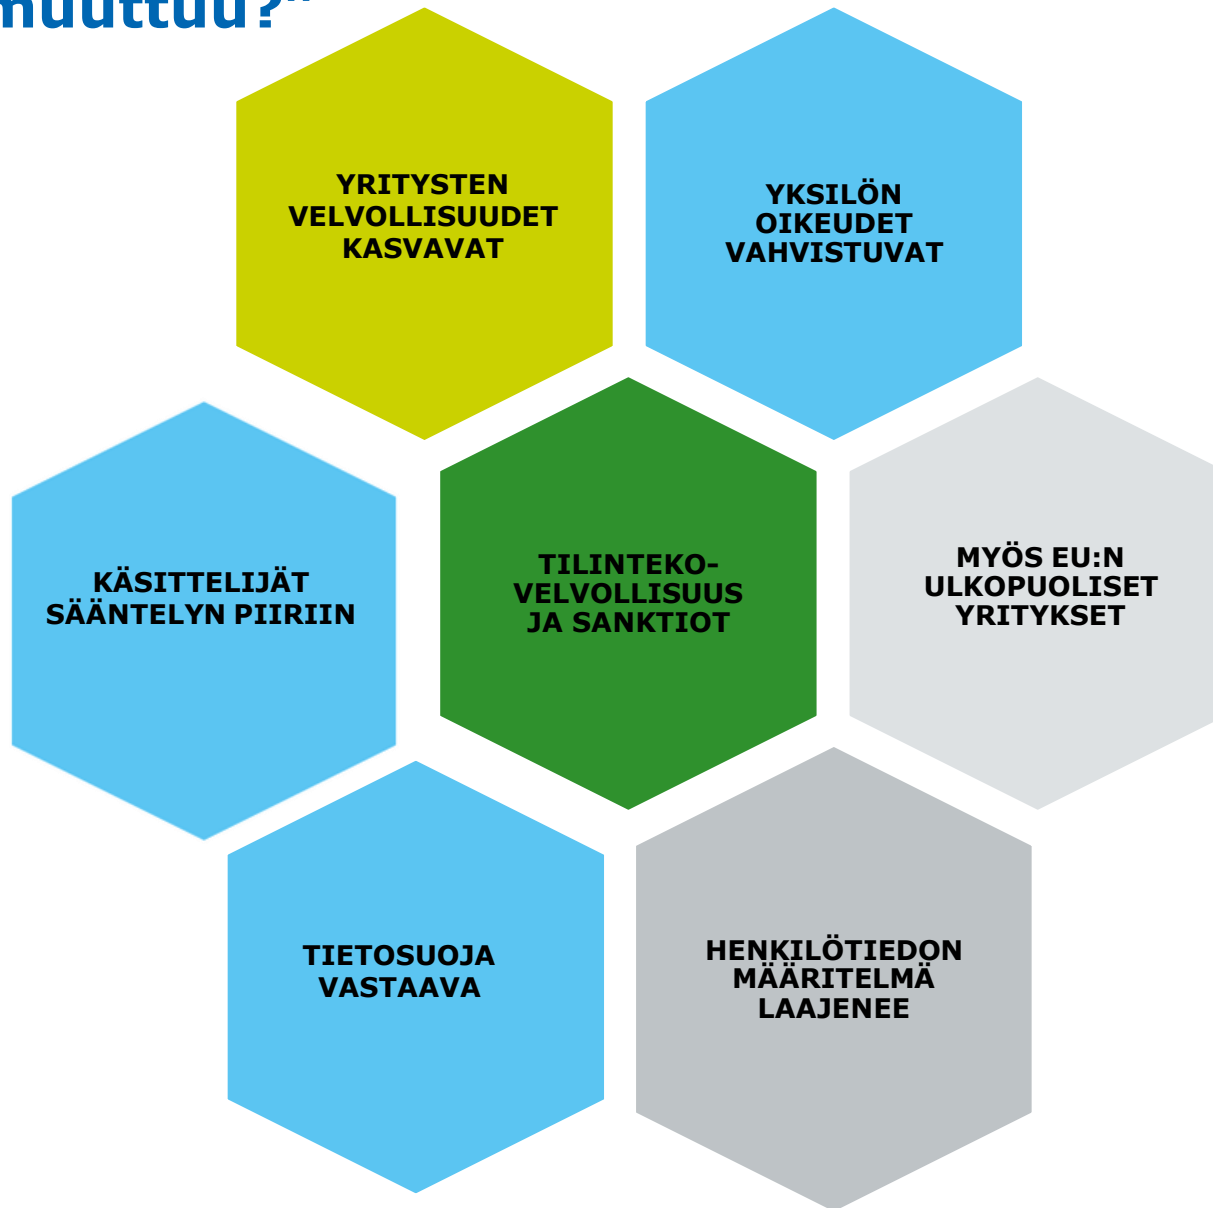 muuttuu?"
YRITYSTEN
VELVOLLISUUDET
KASVAVAT
YKSILÖN
OIKEUDET
VAHVISTUVAT
KÄSITTELIJÄT
SÄÄNTELYN PIIRIIN
TILINTEKO-
VELVOLLISUUS
JA SANKTIOT
MYÖS EU:N
ULKOPUOLISET
YRITYKSET
TIETOSUOJA
VASTAAVA
HENKILÖTIEDON
MÄÄRITELMÄ
LAAJENEE